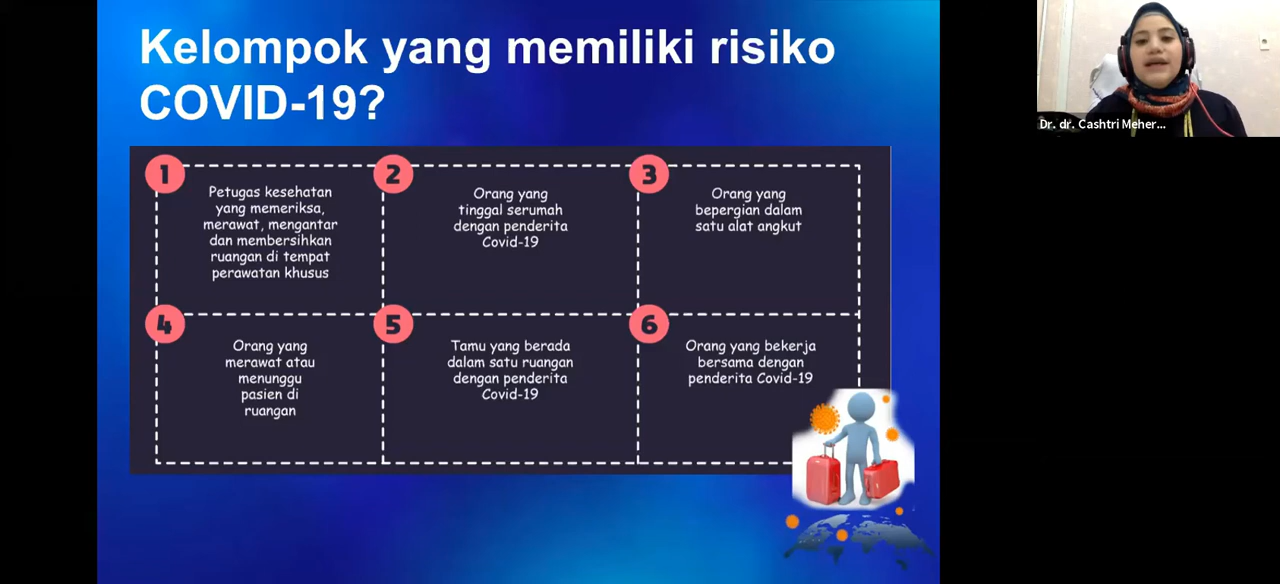 Kelompok yang memiliki risiko
COVID-19?
1
Petugas kesehatan
yang memeriksa,
merawat, mengantar
dan membersihkan
ruangan di tempat
perawatan khusus
2
Orang yang
tinggal serumah
dengan penderita
Covid-19
3
Orang yang
bepergian dalam
satu alat angkut
4
Orang yang
merawat atau
menunggu
pasien di
ruangan
5
Tamu yang berada
dalam satu ruangan
dengan penderita
Covid-19
6
Orang yang bekerja
bersama dengan
penderita Covid-19
Dr. dr. Cashtri Meher...